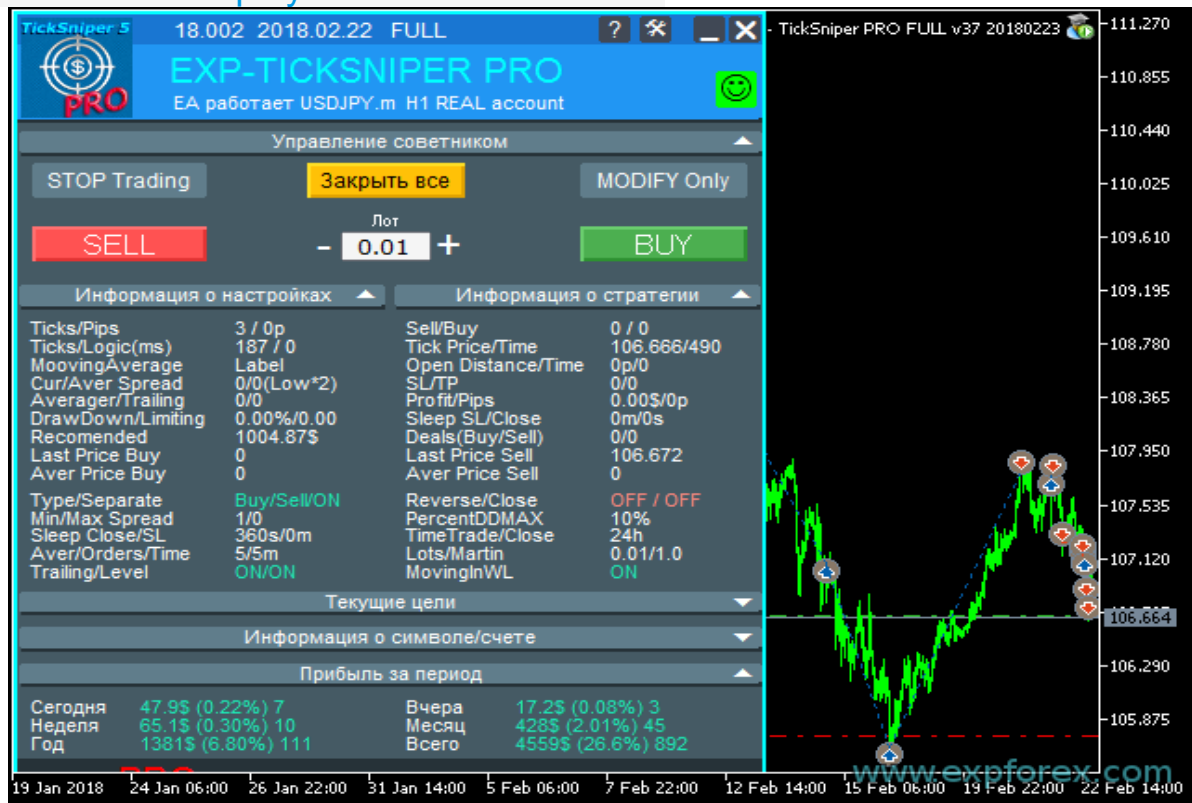 TickSniper 5
18.002 2018.02.22 FULL
? _ X
- TickSniper PRO FULL v37 20180223
PRO
EXP-TICKSNIPER PRO
EA работает USDJPY.m H1 REAL account
Управление советником
STOP Trading Закрыть все MODIFY Only
Лот
SELL - 0.01 + BUY
Информация о настройках Информация о стратегии
Ticks/Pips 3 / 0p Sell/Buy 0 / 0
Ticks/Logic(ms) 187 / 0 Tick Price/Time 106.666/490
MoovingAverage Label Open Distance/Time 0p/0
Cur/Aver Spread 0/0(Low*2) SL/TP 0/0
Averager/Trailing 0/0 Profit/Pips 0.00$/0p
DrawDown/Limiting 0.00%/0.00 Sleep SL/Close 0m/0s
Recomended 1004.87$ Deals(Buy/Sell) 0/0
Last Price Buy 0 Last Price Sell 106.672
Aver Price Buy 0 Aver Price Sell 0
Type/Separate Buy/Sell/ON Reverse/Close OFF / OFF
Min/Max Spread 1/0 PercentDDMAX 10%
Sleep Close/SL 360s/0m TimeTrade/Close 24h
Aver/Orders/Time 5/5m Lots/Martin 0.01/1.0
Trailing/Level ON/ON MovingInWL ON
Текущие цели
Информация о символе/счете
Прибыль за период
Сегодня 47.9$ (0.22%) 7 Вчера 17.2$ (0.08%) 3
Неделя 65.1$ (0.30%) 10 Месяц 428$ (2.01%) 45
Год 1381$ (6.80%) 111 Всего 4559$ (26.6%) 892
111.270
110.855
110.440
110.025
109.610
109.195
108.780
108.365
107.950
107.535
107.120
106.664
106.290
105.875
www.expforex.com
19 Jan 2018 24 Jan 06:00 26 Jan 22:00 31 Jan 14:00 5 Feb 06:00 7 Feb 22:00 12 Feb 14:00 15 Feb 06:00 19 Feb 22:00 22 Feb 14:00